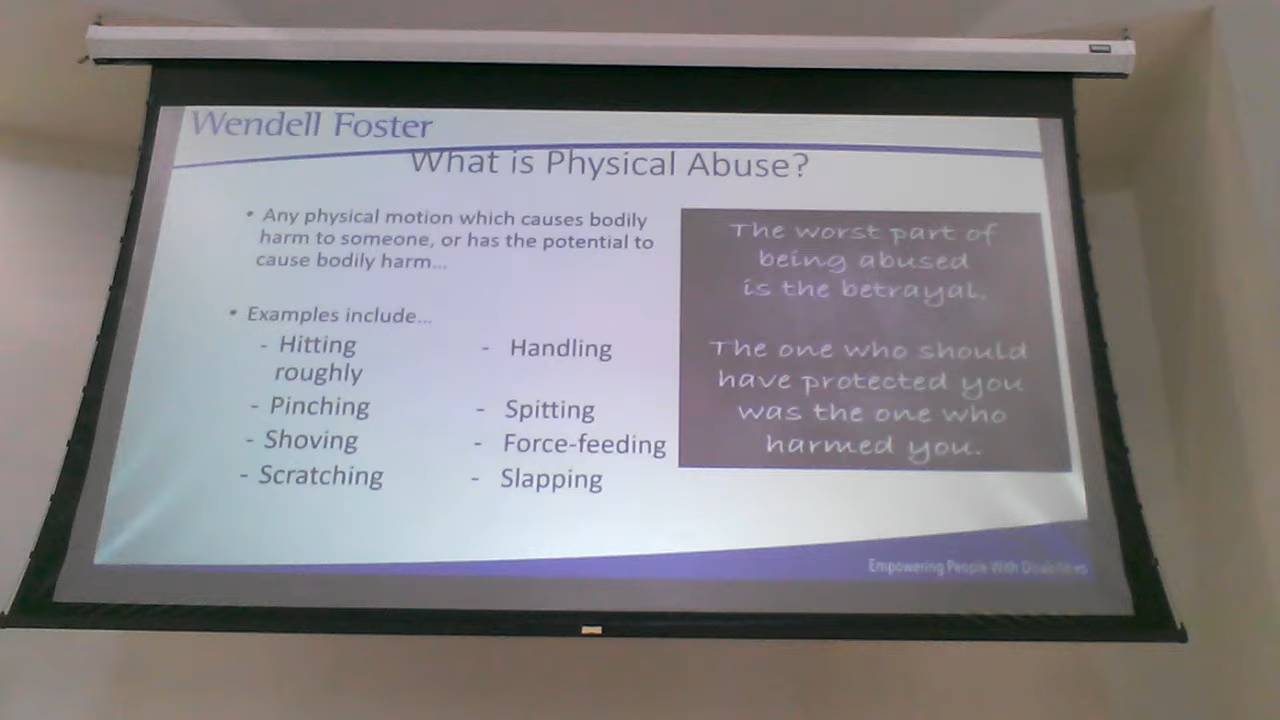 Wendell Foster
What is Physical Abuse?
• Any physical motion which causes bodily
harm to someone, or has the potential to
cause bodily harm...
• Examples include...
- Hitting - Handling
roughly
- Pinching - Spitting
- Shoving - Force-feeding
- Scratching - Slapping
The worst part of
being abused
is the betrayal.
The one who should
have protected you
was the one who
harmed you.
Empowering People With Disabilities